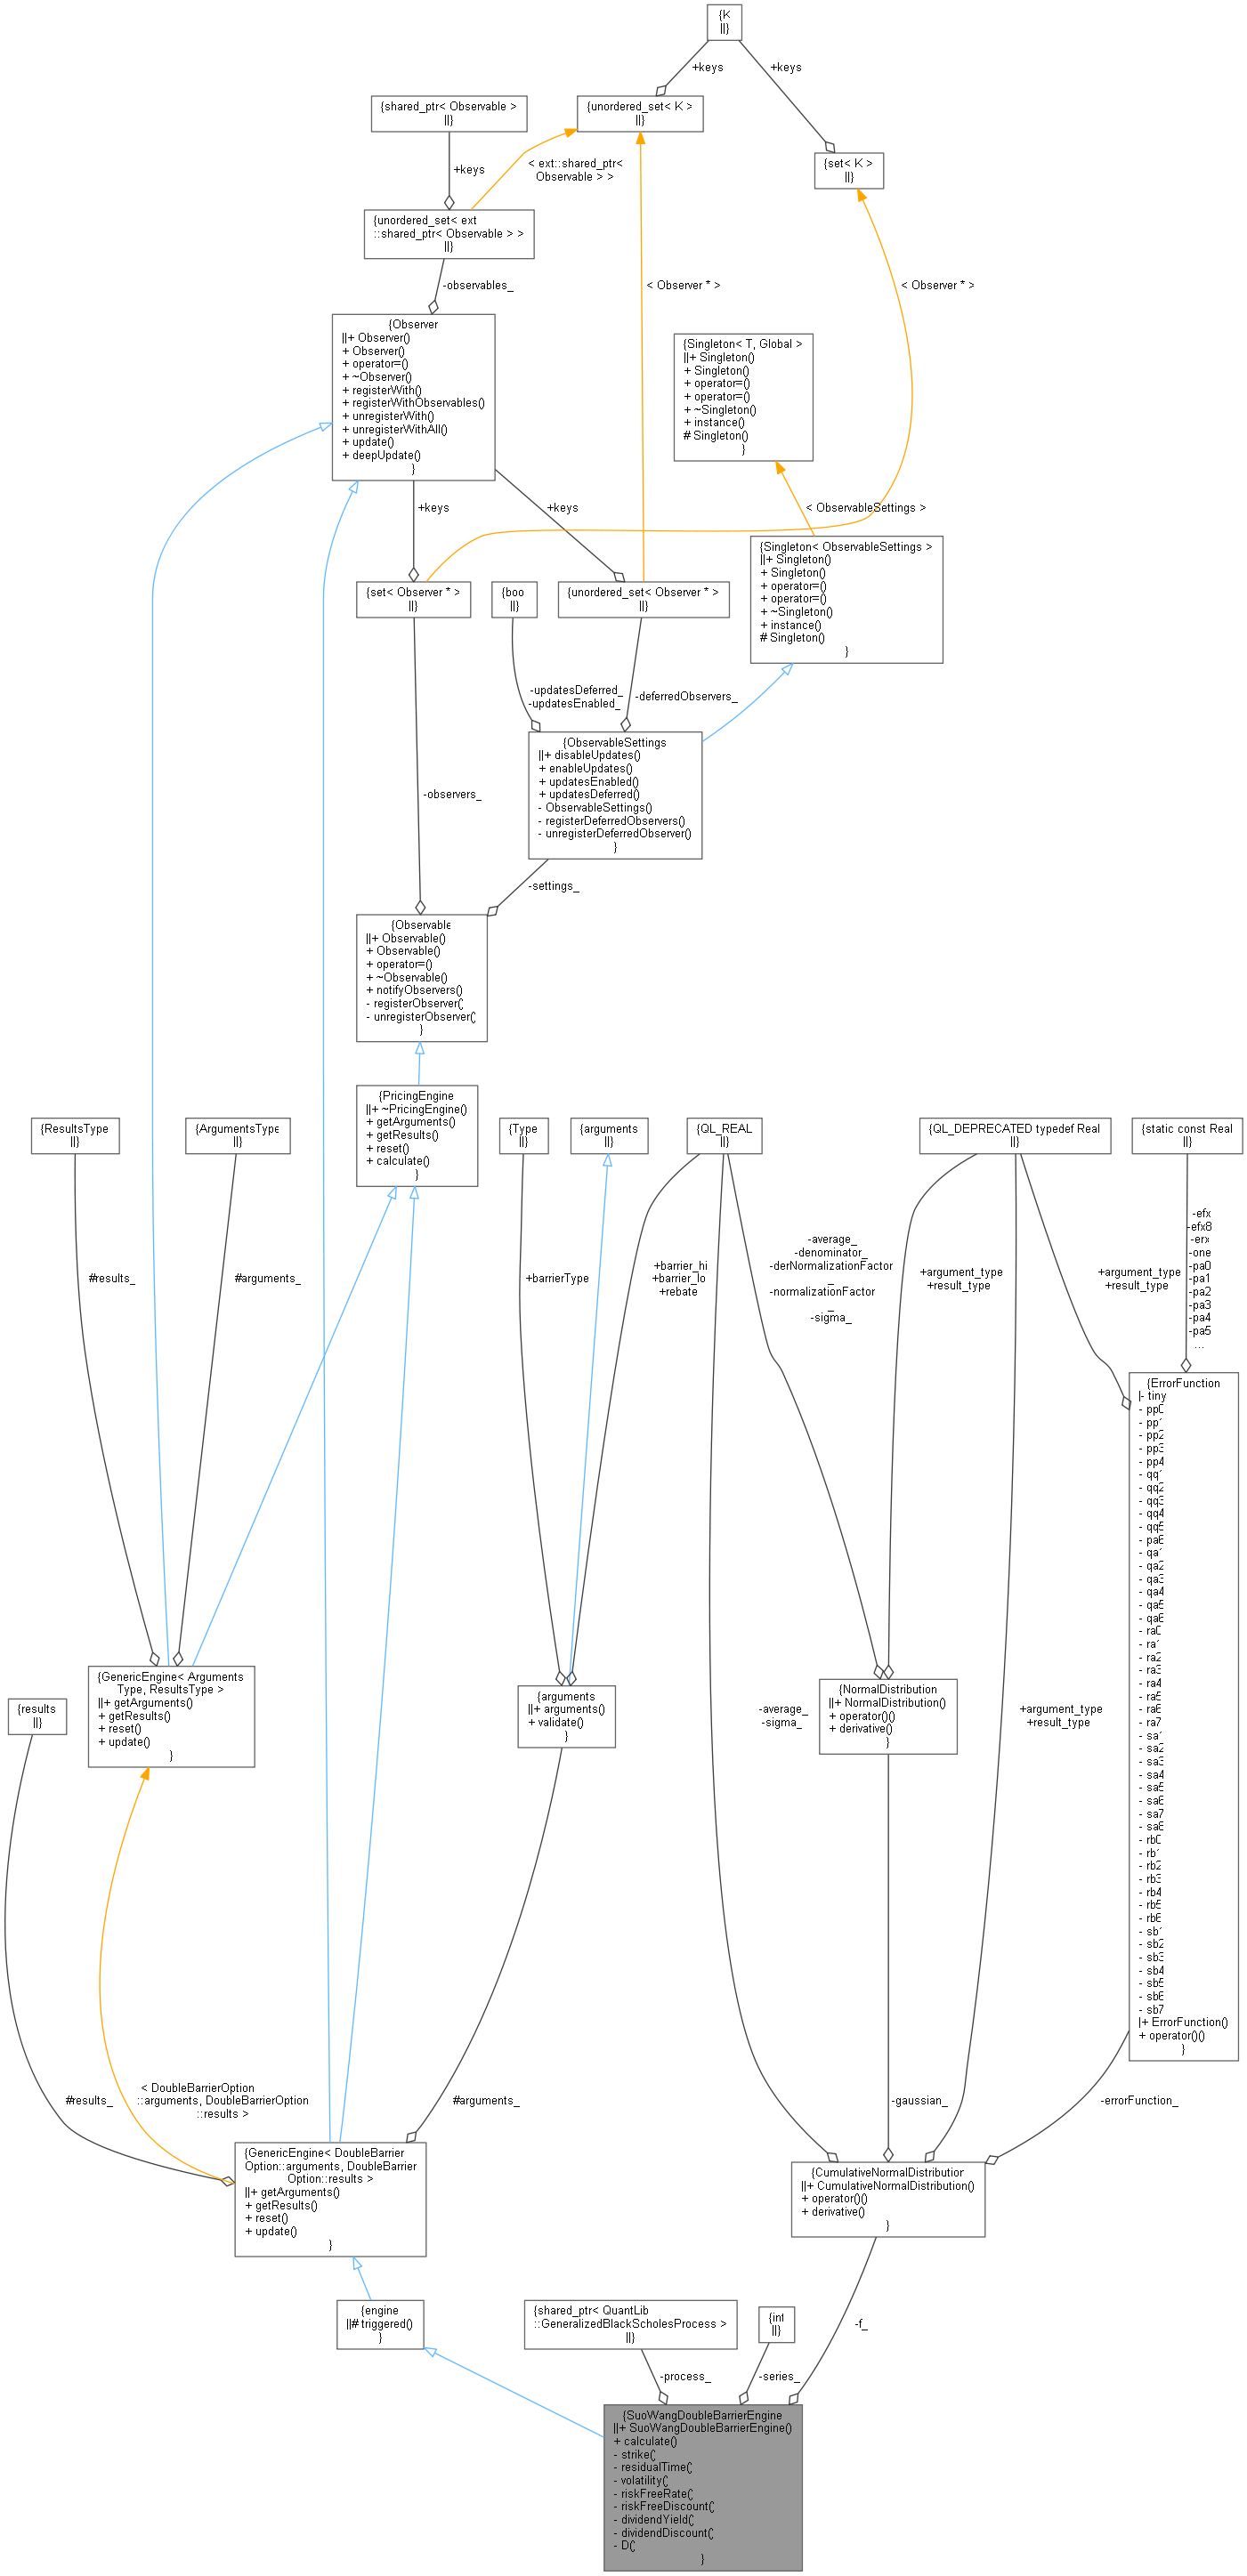 {K
||}
+keys
+keys
{shared_ptr< Observable >
||}
{unordered_set< K >
||}
+keys
< ext::shared_ptr<
Observable > >
{set< K >
||}
{unordered_set< ext
::shared_ptr< Observable > >
||}
-observables_
< Observer * >
< Observer * >
{Observer
||+ Observer()
+ Observer()
+ operator=()
+ ~Observer()
+ registerWith()
+ registerWithObservables()
+ unregisterWith()
+ unregisterWithAll()
+ update()
+ deepUpdate()
}
{Singleton< T, Global >
||+ Singleton()
+ Singleton()
+ operator=()
+ operator=()
+ ~Singleton()
+ instance()
# Singleton()
}
+keys
+keys
< ObservableSettings >
{Singleton< ObservableSettings >
||+ Singleton()
+ Singleton()
+ operator=()
+ operator=()
+ ~Singleton()
+ instance()
# Singleton()
}
{set< Observer * >
||}
{boo
||}
{unordered_set< Observer * >
||}
-updatesDeferred_
-updatesEnabled_
-deferredObservers_
{ObservableSettings
||+ disableUpdates()
+ enableUpdates()
+ updatesEnabled()
+ updatesDeferred()
- ObservableSettings()
- registerDeferredObservers()
- unregisterDeferredObserver()
}
-observers_
-settings_
{Observable
||+ Observable()
+ Observable()
+ operator=()
+ ~Observable()
+ notifyObservers()
- registerObserver()
- unregisterObserver()
}
{PricingEngine
||+ ~PricingEngine()
+ getArguments()
+ getResults()
+ reset()
+ calculate()
}
{ResultsType
||}
{ArgumentsType
||}
{Type
||}
{arguments
||}
{QL_REAL
||}
{QL_DEPRECATED typedef Real
||}
{static const Real
||}
#results_
#arguments_
+barrierType
+barrier_hi
+barrier_lo
+rebate
-average_
-denominator_
-derNormalizationFactor
_
-normalizationFactor
_
-sigma_
+argument_type
+result_type
+argument_type
+result_type
-efx
-efx8
-erx
-one
-pa0
-pa1
-pa2
-pa3
-pa4
-pa5
...
{ErrorFunction
|- tiny
- pp0
- pp1
- pp2
- pp3
- pp4
- qq1
- qq2
- qq3
- qq4
- qq5
- pa6
- qa1
- qa2
- qa3
- qa4
- qa5
- qa6
- ra0
- ra1
- ra2
- ra3
- ra4
- ra5
- ra6
- ra7
- sa1
- sa2
- sa3
- sa4
- sa5
- sa6
- sa7
- sa8
- rb0
- rb1
- rb2
- rb3
- rb4
- rb5
- rb6
- sb1
- sb2
- sb3
- sb4
- sb5
- sb6
- sb7
|+ ErrorFunction()
+ operator()()
}
{GenericEngine< Arguments
Type, ResultsType >
||+ getArguments()
+ getResults()
+ reset()
+ update()
}
{results
||}
{arguments
||+ arguments()
+ validate()
}
{NormalDistribution
||+ NormalDistribution()
+ operator()()
+ derivative()
}
-average_
-sigma_
+argument_type
+result_type
#results_
< DoubleBarrierOption
::arguments, DoubleBarrierOption
::results >
#arguments_
-gaussian_
-errorFunction_
{GenericEngine< DoubleBarrier
Option::arguments, DoubleBarrier
Option::results >
||+ getArguments()
+ getResults()
+ reset()
+ update()
}
{CumulativeNormalDistribution
||+ CumulativeNormalDistribution()
+ operator()()
+ derivative()
}
{engine
||# triggered()
}
{shared_ptr< QuantLib
::GeneralizedBlackScholesProcess >
||}
{int
||}
-process_
-series_
-f_
{SuoWangDoubleBarrierEngine
||+ SuoWangDoubleBarrierEngine()
+ calculate()
- strike()
- residualTime()
- volatility()
- riskFreeRate()
- riskFreeDiscount()
- dividendYield()
- dividendDiscount()
- D()
}